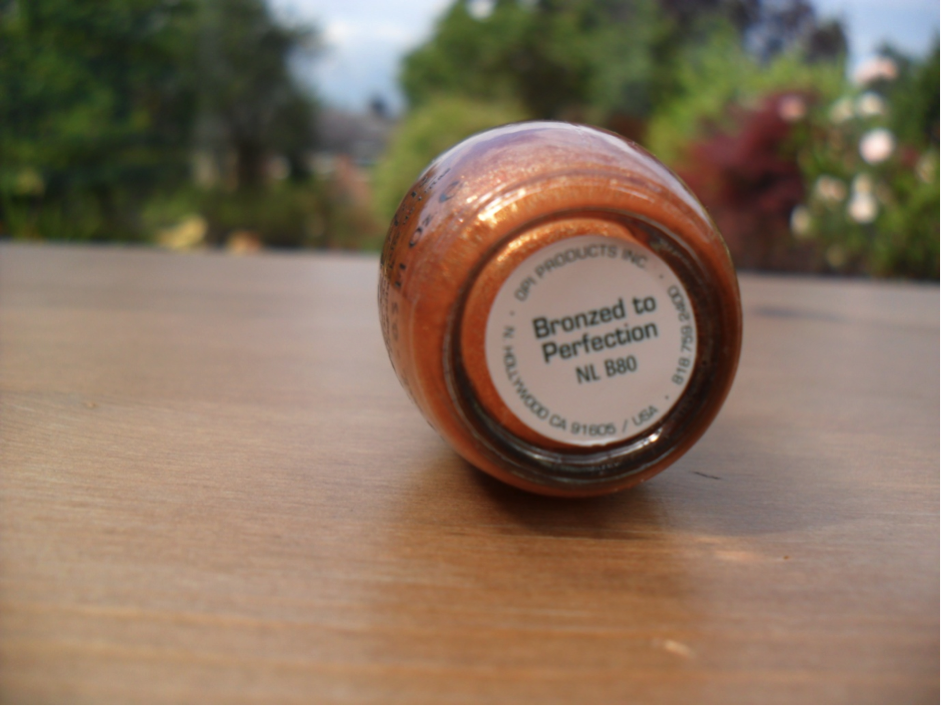 OPI PRODUCTS INC. • 818 759 2400
Bronzed to
Perfection
NL B80
• N. HOLLYWOOD CA 91605 / USA •